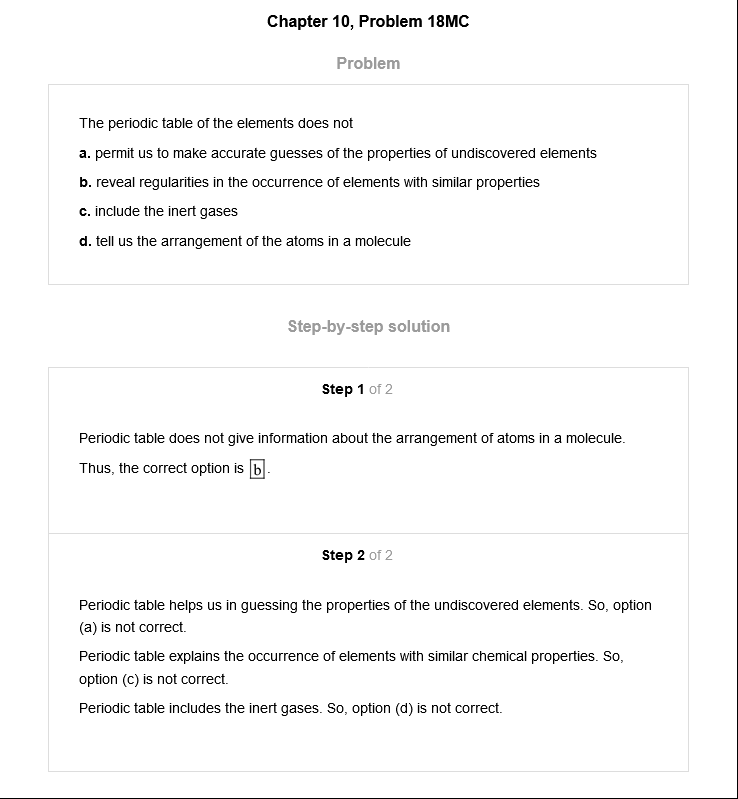 Chapter 10, Problem 18MC
Problem
The periodic table of the elements does not
a. permit us to make accurate guesses of the properties of undiscovered elements
b. reveal regularities in the occurrence of elements with similar properties
c. include the inert gases
d. tell us the arrangement of the atoms in a molecule
Step-by-step solution
Step 1 of 2
Periodic table does not give information about the arrangement of atoms in a molecule.
Thus, the correct option is b.
Step 2 of 2
Periodic table helps us in guessing the properties of the undiscovered elements. So, option
(a) is not correct.
Periodic table explains the occurrence of elements with similar chemical properties. So,
option (c) is not correct.
Periodic table includes the inert gases. So, option (d) is not correct.